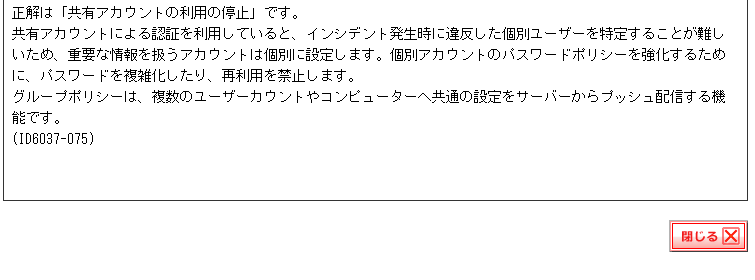 正解は「共有アカウントの利用の停止」です。
共有アカウントによる認証を利用していると、インシデント発生時に違反した個別ユーザーを特定することが難し
いため、重要な情報を扱うアカウントは個別に設定します。個別アカウントのパスワードポリシーを強化するため
に、パスワードを複雑化したり、再利用を禁止します。
グループポリシーは、複数のユーザーカウントやコンピューターへ共通の設定をサーバーからプッシュ配信する機
能です。
(ID6037-075)
閉じる